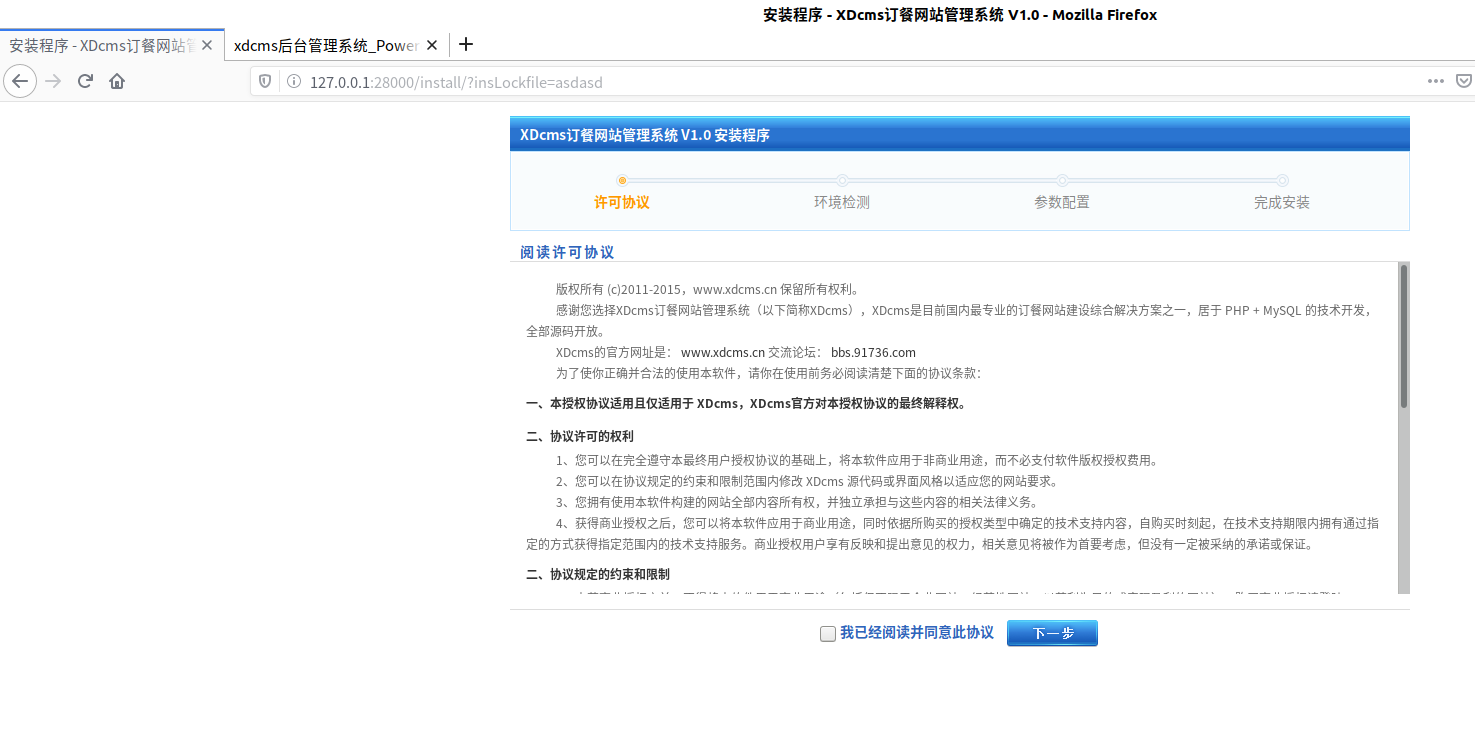 安装程序 - XDcms订餐网站管理系统 V1.0 - Mozilla Firefox
安装程序 - XDcms订餐网站管
xdcms后台管理系统_Power
127.0.0.1:28000/install/?insLockfile=asdasd
XDcms订餐网站管理系统 V1.0 安装程序
许可协议
环境检测
参数配置
完成安装
阅读许可协议
版权所有 (c)2011-2015，www.xdcms.cn 保留所有权利。
感谢您选择XDcms订餐网站管理系统（以下简称XDcms），XDcms是目前国内最专业的订餐网站建设综合解决方案之一，居于 PHP + MySQL 的技术开发，
全部源码开放。
XDcms的官方网址是： www.xdcms.cn 交流论坛： bbs.91736.com
为了使你正确并合法的使用本软件，请你在使用前务必阅读清楚下面的协议条款：
一、本授权协议适用且仅适用于 XDcms，XDcms官方对本授权协议的最终解释权。
二、协议许可的权利
1、您可以在完全遵守本最终用户授权协议的基础上，将本软件应用于非商业用途，而不必支付软件版权授权费用。
2、您可以在协议规定的约束和限制范围内修改 XDcms 源代码或界面风格以适应您的网站要求。
3、您拥有使用本软件构建的网站全部内容所有权，并独立承担与这些内容的相关法律义务。
4、获得商业授权之后，您可以将本软件应用于商业用途，同时依据所购买的授权类型中确定的技术支持内容，自购买时刻起，在技术支持期限内拥有通过指
定的方式获得指定范围内的技术支持服务。商业授权用户享有反映和提出意见的权力，相关意见将被作为首要考虑，但没有一定被采纳的承诺或保证。
二、协议规定的约束和限制
我已经阅读并同意此协议
下一步